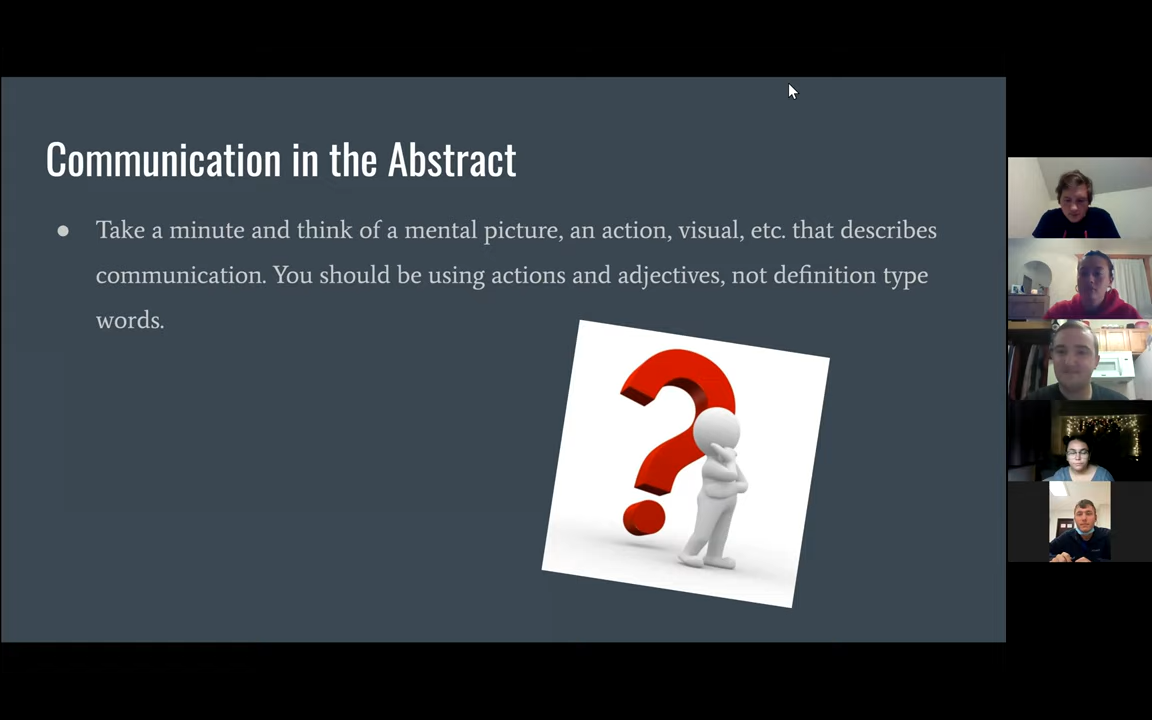 Communication in the Abstract
● Take a minute and think of a mental picture, an action, visual, etc. that describes
communication. You should be using actions and adjectives, not definition type
words.